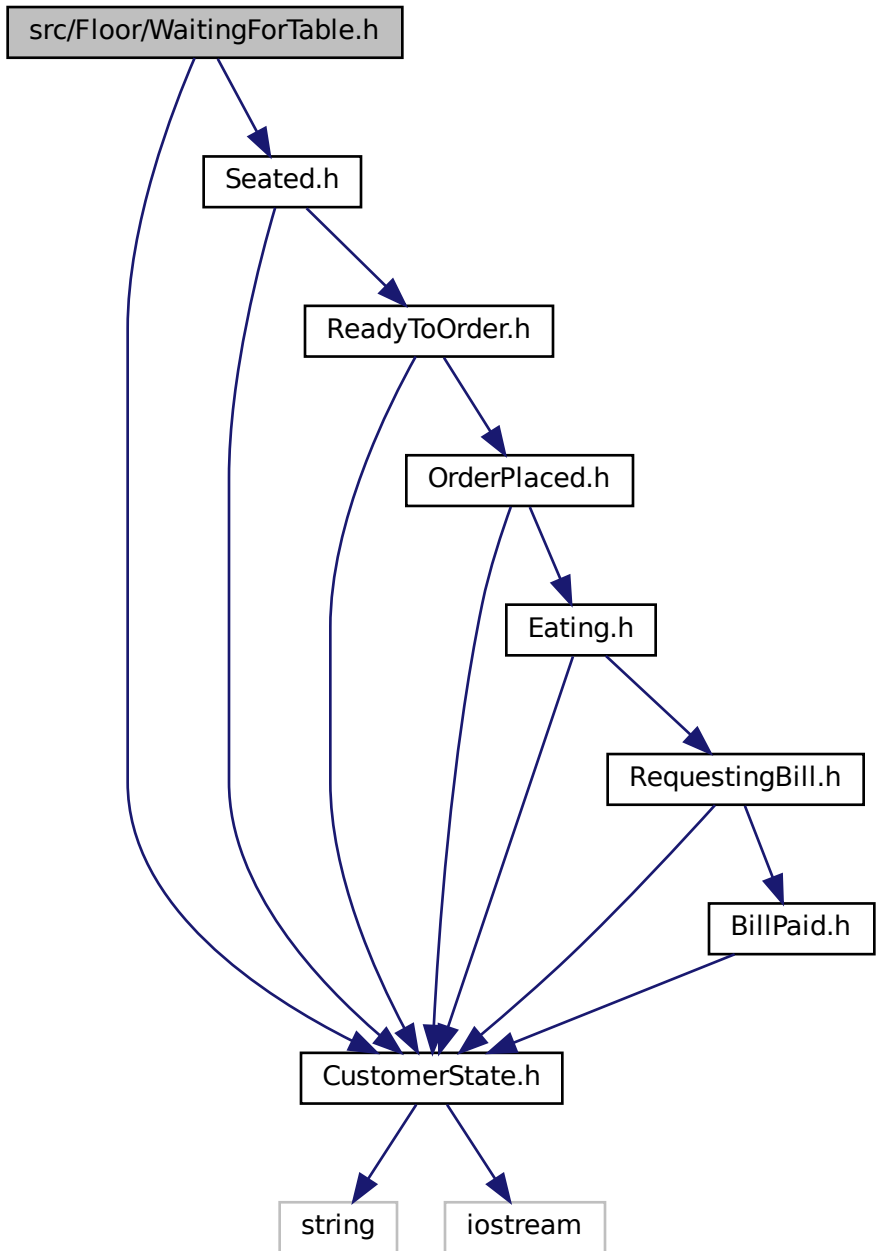 src/Floor/WaitingForTable.h
Seated.h
ReadyToOrder.h
OrderPlaced.h
Eating.h
RequestingBill.h
BillPaid.h
CustomerState.h
string
iostream